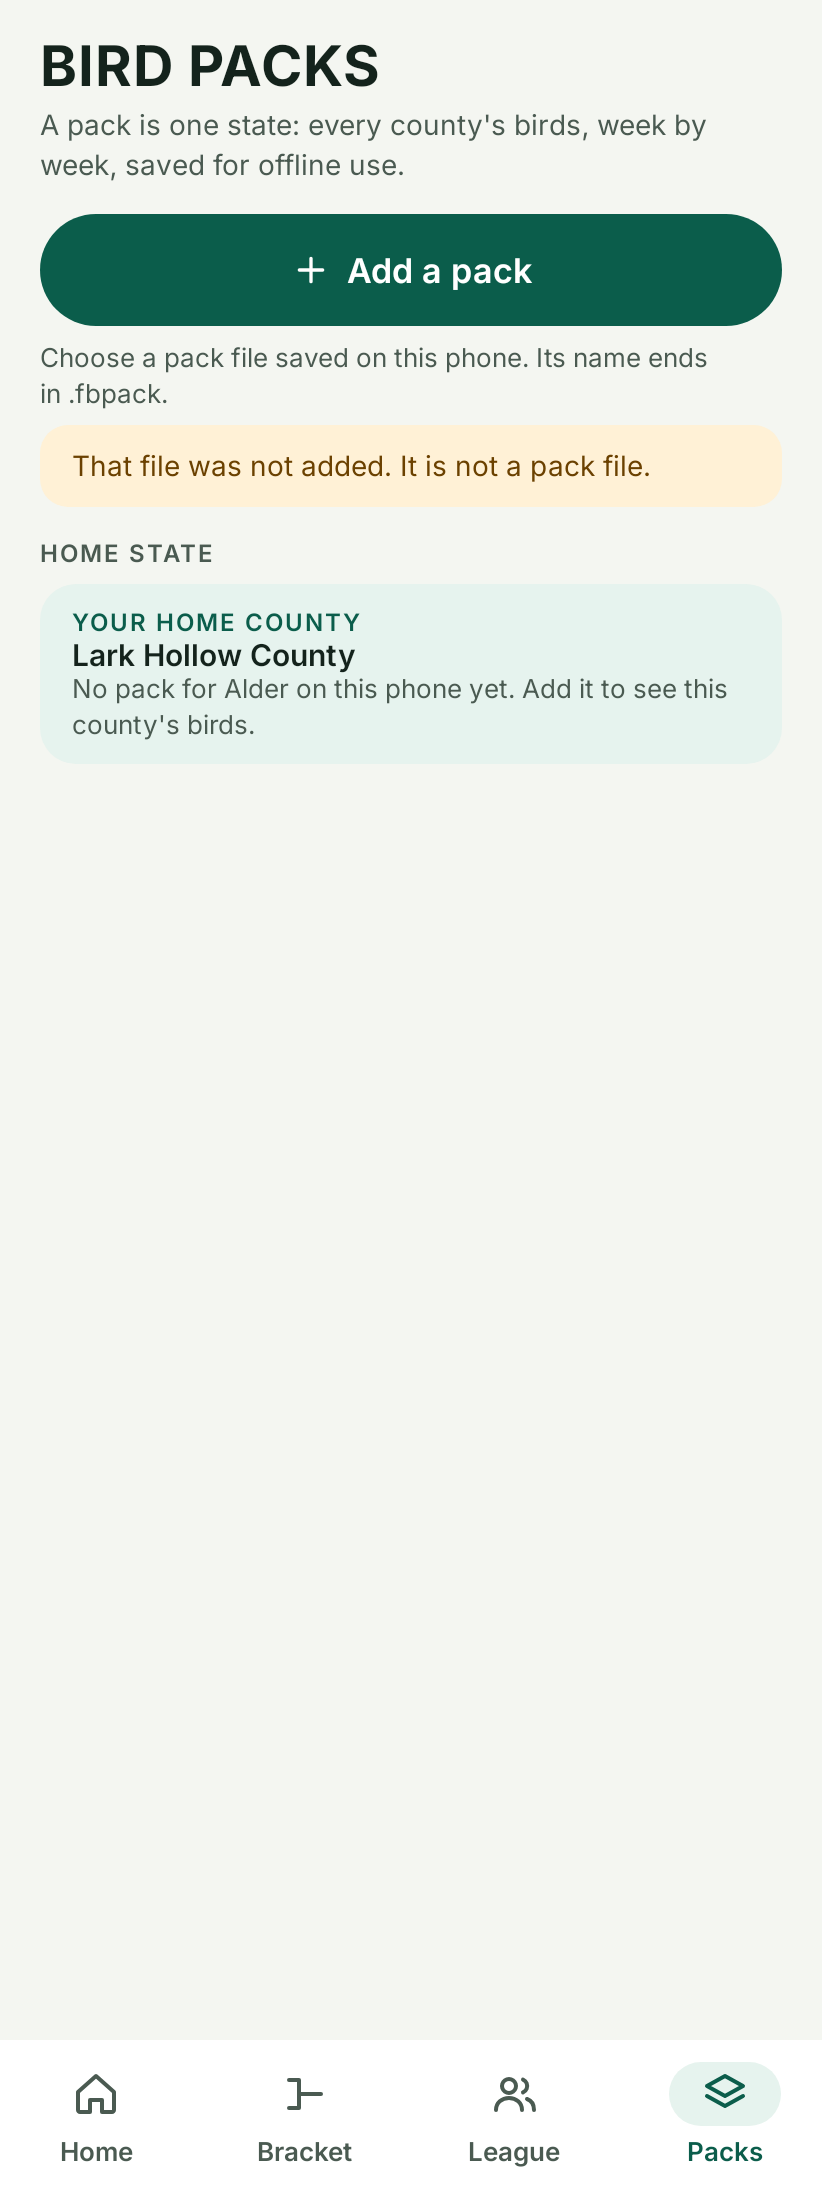 BIRD PACKS
A pack is one state: every county's birds, week by
week, saved for offline use.
Add a pack
Choose a pack file saved on this phone. Its name ends
in .fbpack.
That file was not added. It is not a pack file.
HOME STATE
YOUR HOME COUNTY
Lark Hollow County
No pack for Alder on this phone yet. Add it to see this
county's birds.
Home
Bracket
League
Packs